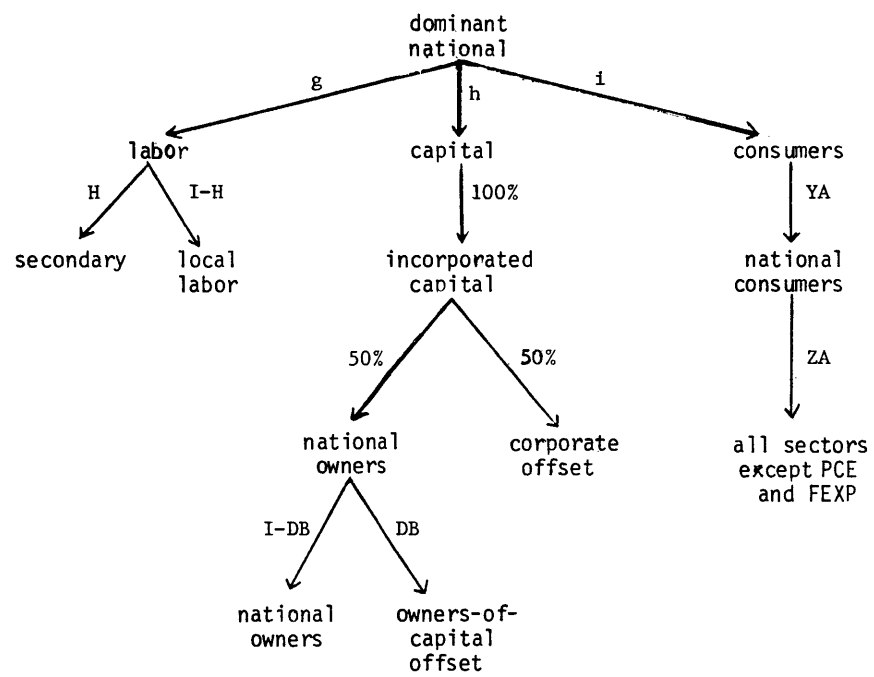 dominant
national
g
h
i
labor
capital
consumers
H
I-H
100%
YA
secondary
local
labor
incorporated
capital
national
consumers
50%
50%
ZA
national
owners
corporate
offset
all sectors
except PCE
and FEXP
I-DB
DB
national
owners
owners-of-
capital
offset